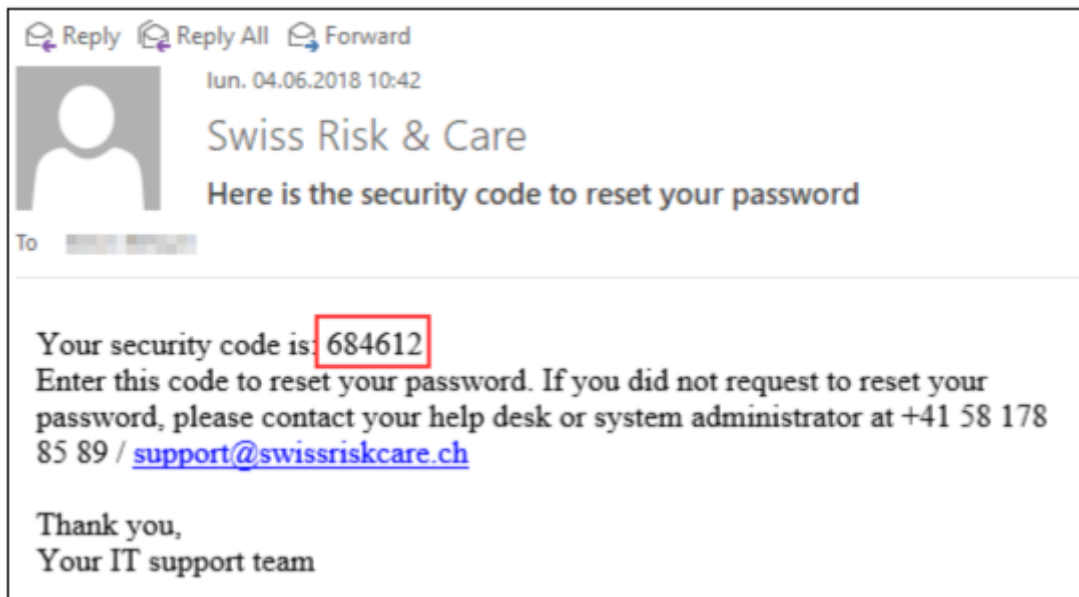 Reply Reply All Forward
lun. 04.06.2018 10:42
Swiss Risk & Care
Here is the security code to reset your password
To
Your security code is: 684612
Enter this code to reset your password. If you did not request to reset your
password, please contact your help desk or system administrator at +41 58 178
85 89 / support@swissriskcare.ch
Thank you,
Your IT support team